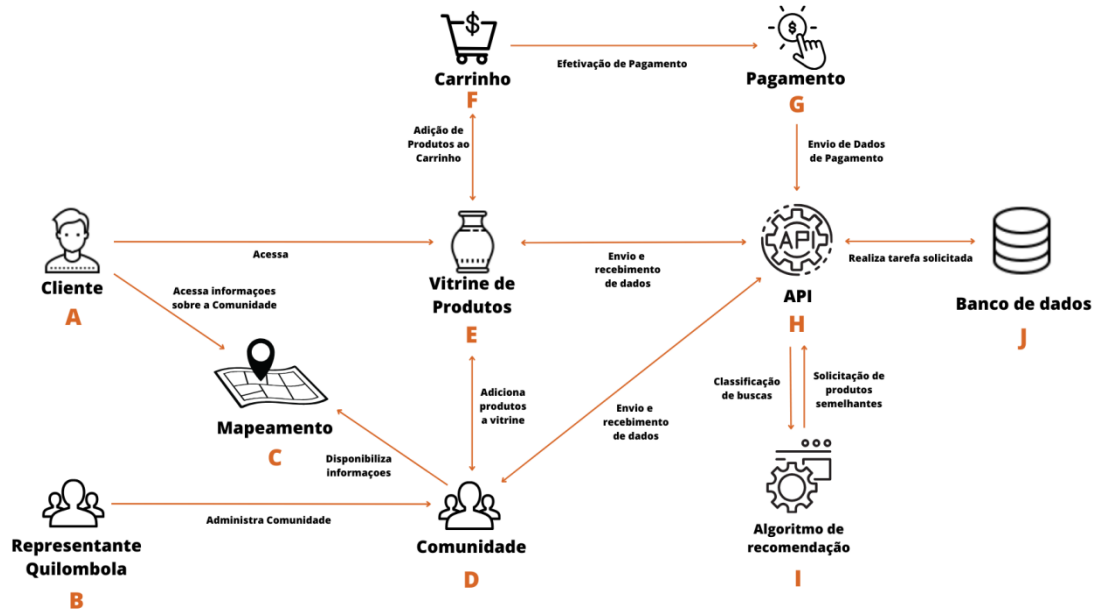 $
$
Carrinho
F
Efetivação de Pagamento
Pagamento
G
Adição de
Produtos ao
Carrinho
Envio de Dados
de Pagamento
Cliente
A
Acessa
Vitrine de
Produtos
E
Envio e
recebimento
de dados
API
API
H
Realiza tarefa solicitada
Banco de dados
J
Acessa informaçoes
sobre a Comunidade
Mapeamento
C
Disponibiliza
informaçoes
Adiciona
produtos
a vitrine
Envio e
recebimento
de dados
Classificação
de buscas
Solicitação de
produtos
semelhantes
Representante
Quilombola
B
Administra Comunidade
Comunidade
D
Algoritmo de
recomendação
I